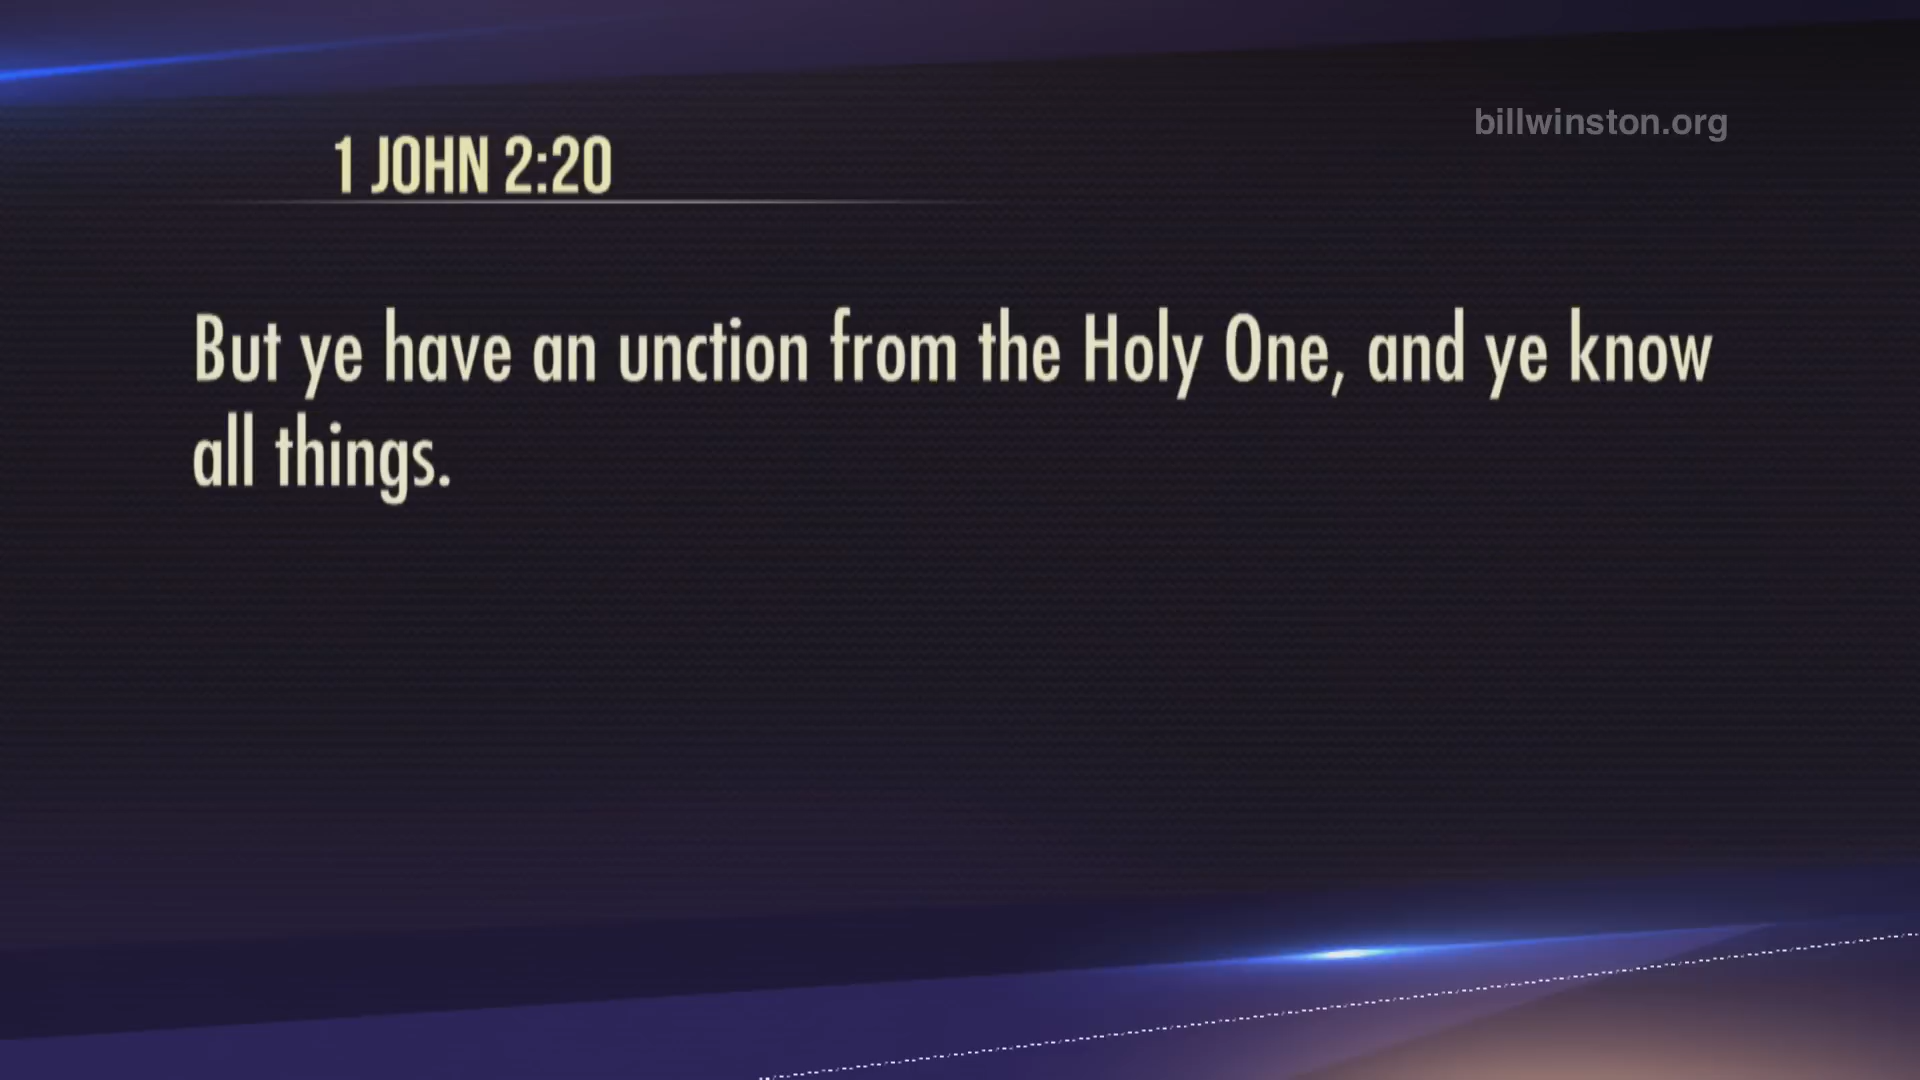 billwinston.org
1 JOHN 2:20
But ye have an unction from the Holy One, and ye know
all things.